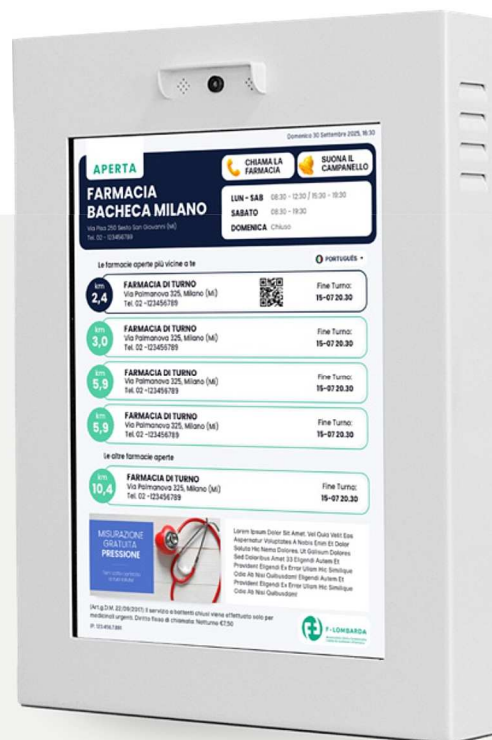 Domenica 30 Settembre 2025, 16:30
APERTA
CHIAMA LA
FARMACIA
SUONA IL
CAMPANELLO
FARMACIA
BACHECA MILANO
Via Pisa 250 Sesto San Giovanni (Mi)
Tel. 02 - 123456789
LUN - SAB 08:30 - 12:30 / 15:30 - 19:30
SABATO 08:30 - 19:30
DOMENICA Chiuso
Le farmacie aperte più vicine a te
PORTUGUÊS
km
2,4
FARMACIA DI TURNO
Via Palmanova 325, Milano (Mi)
Tel. 02 -123456789
Fine Turno:
15-07 20.30
km
3,0
FARMACIA DI TURNO
Via Palmanova 325, Milano (Mi)
Tel. 02 -123456789
Fine Turno:
15-07 20.30
km
5,9
FARMACIA DI TURNO
Via Palmanova 325, Milano (Mi)
Tel. 02 -123456789
Fine Turno:
15-07 20.30
km
5,9
FARMACIA DI TURNO
Via Palmanova 325, Milano (Mi)
Tel. 02 -123456789
Fine Turno:
15-07 20.30
Le altre farmacie aperte
km
10,4
FARMACIA DI TURNO
Via Palmanova 325, Milano (Mi)
Tel. 02 -123456789
Fine Turno:
15-07 20.30
MISURAZIONE
GRATUITA
PRESSIONE
Lorem Ipsum Dolor Sit Amet. Vel Quia Velit Eos
Aspernatur Voluptates A Nobis Enim Et Dolor
Soluta Hic Nemo Dolores. Ut Galisum Dolores
Sed Doloribus Amet 33 Eligendi Autem Et
Provident Eligendi Ex Error Ullam Hic Similique
Odie Ab Nisi Quibusdam! Eligendi Autem Et
Provident Eligendi Ex Error Ullam Hic Similique
Odie Ab Nisi Quibusdam!
(Art.g D.M. 22/09/2017) Il servizio a battenti chiusi viene effettuato solo per
medicinali urgenti. Diritto fisso di chiamata: Notturno €7,50
IP: 123.456.7.890
F-LOMBARDA